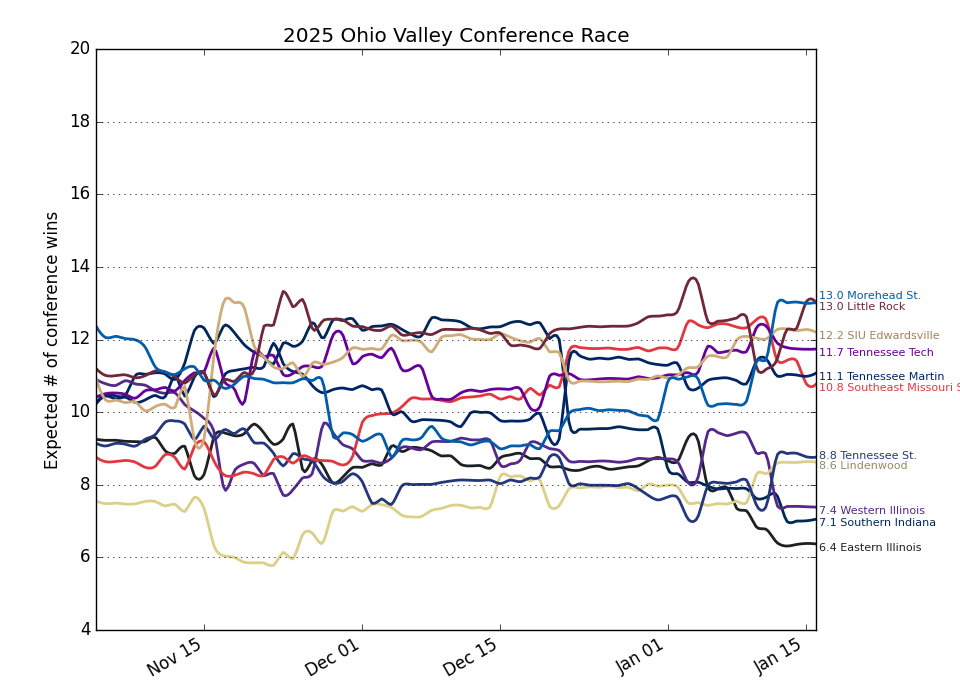 2025 Ohio Valley Conference Race
Expected # of conference wins
20
18
16
14
12
10
8
6
4
Nov 15
Dec 01
Dec 15
Jan 01
Jan 15
13.0 Morehead St.
13.0 Little Rock
12.2 SIU Edwardsville
11.7 Tennessee Tech
11.1 Tennessee Martin
10.8 Southeast Missouri S
8.8 Tennessee St.
8.6 Lindenwood
7.4 Western Illinois
7.1 Southern Indiana
6.4 Eastern Illinois